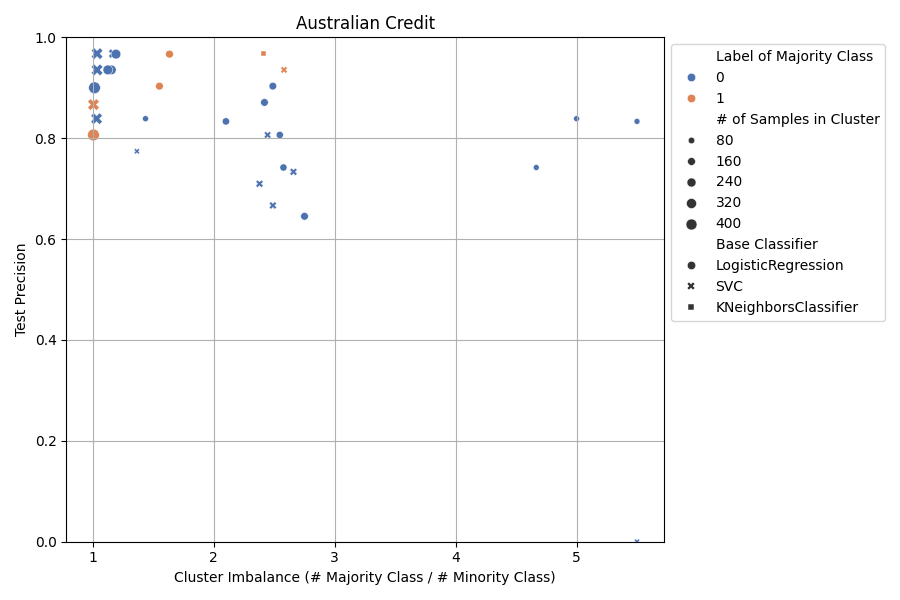 Australian Credit
Test Precision
1.0
0.8
0.6
0.4
0.2
0.0
1
2
3
4
5
Cluster Imbalance (# Majority Class / # Minority Class)
Label of Majority Class
0
1
# of Samples in Cluster
80
160
240
320
400
Base Classifier
LogisticRegression
SVC
KNeighborsClassifier